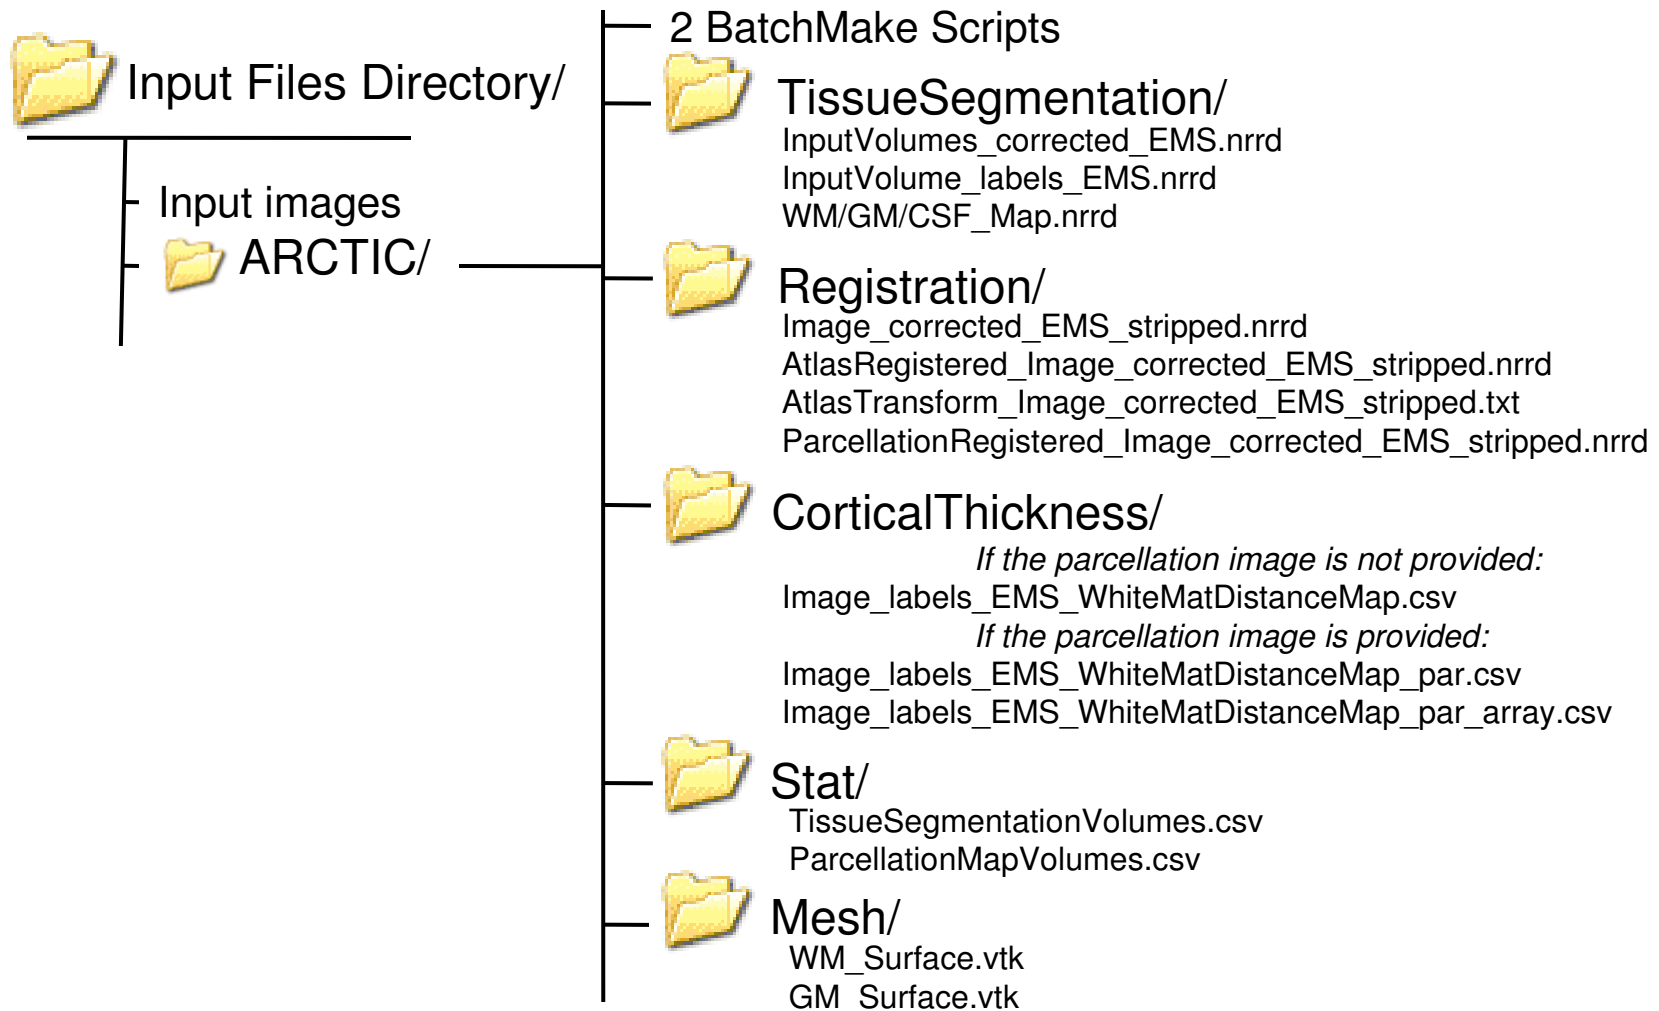 Input Files Directory/
Input images
ARCTIC/
2 BatchMake Scripts
TissueSegmentation/
InputVolumes_corrected_EMS.nrrd
InputVolume_labels_EMS.nrrd
WM/GM/CSF_Map.nrrd
Registration/
Image_corrected_EMS_stripped.nrrd
AtlasRegistered_Image_corrected_EMS_stripped.nrrd
AtlasTransform_Image_corrected_EMS_stripped.txt
ParcellationRegistered_Image_corrected_EMS_stripped.nrrd
CorticalThickness/
If the parcellation image is not provided:
Image_labels_EMS_WhiteMatDistanceMap.csv
If the parcellation image is provided:
Image_labels_EMS_WhiteMatDistanceMap_par.csv
Image_labels_EMS_WhiteMatDistanceMap_par_array.csv
Stat/
TissueSegmentationVolumes.csv
ParcellationMapVolumes.csv
Mesh/
WM_Surface.vtk
GM_Surface.vtk